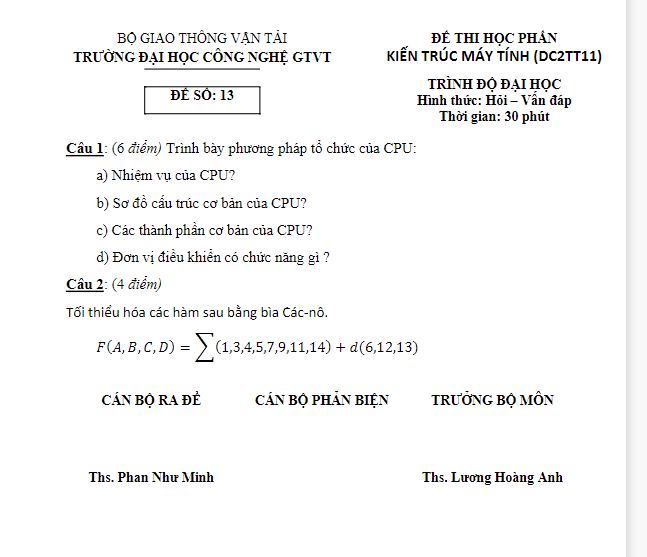 BỘ GIAO THÔNG VẬN TẢI
TRƯỜNG ĐẠI HỌC CÔNG NGHỆ GTVT
ĐỀ SỐ: 13
ĐỀ THI HỌC PHẦN
KIẾN TRÚC MÁY TÍNH (DC2TT11)
TRÌNH ĐỘ ĐẠI HỌC
Hình thức: Hỏi – Vấn đáp
Thời gian: 30 phút
Câu 1: (6 điểm) Trình bày phương pháp tổ chức của CPU:
a) Nhiệm vụ của CPU?
b) Sơ đồ cấu trúc cơ bản của CPU?
c) Các thành phần cơ bản của CPU?
d) Đơn vị điều khiển có chức năng gì ?
Câu 2: (4 điểm)
Tối thiểu hóa các hàm sau bằng bìa Các-nô.
F(A, B, C, D) = ∑(1,3,4,5,7,9,11,14) + d(6,12,13)
CÁN BỘ RA ĐỀ CÁN BỘ PHẢN BIỆN TRƯỞNG BỘ MÔN
Ths. Phan Như Minh Ths. Lương Hoàng Anh